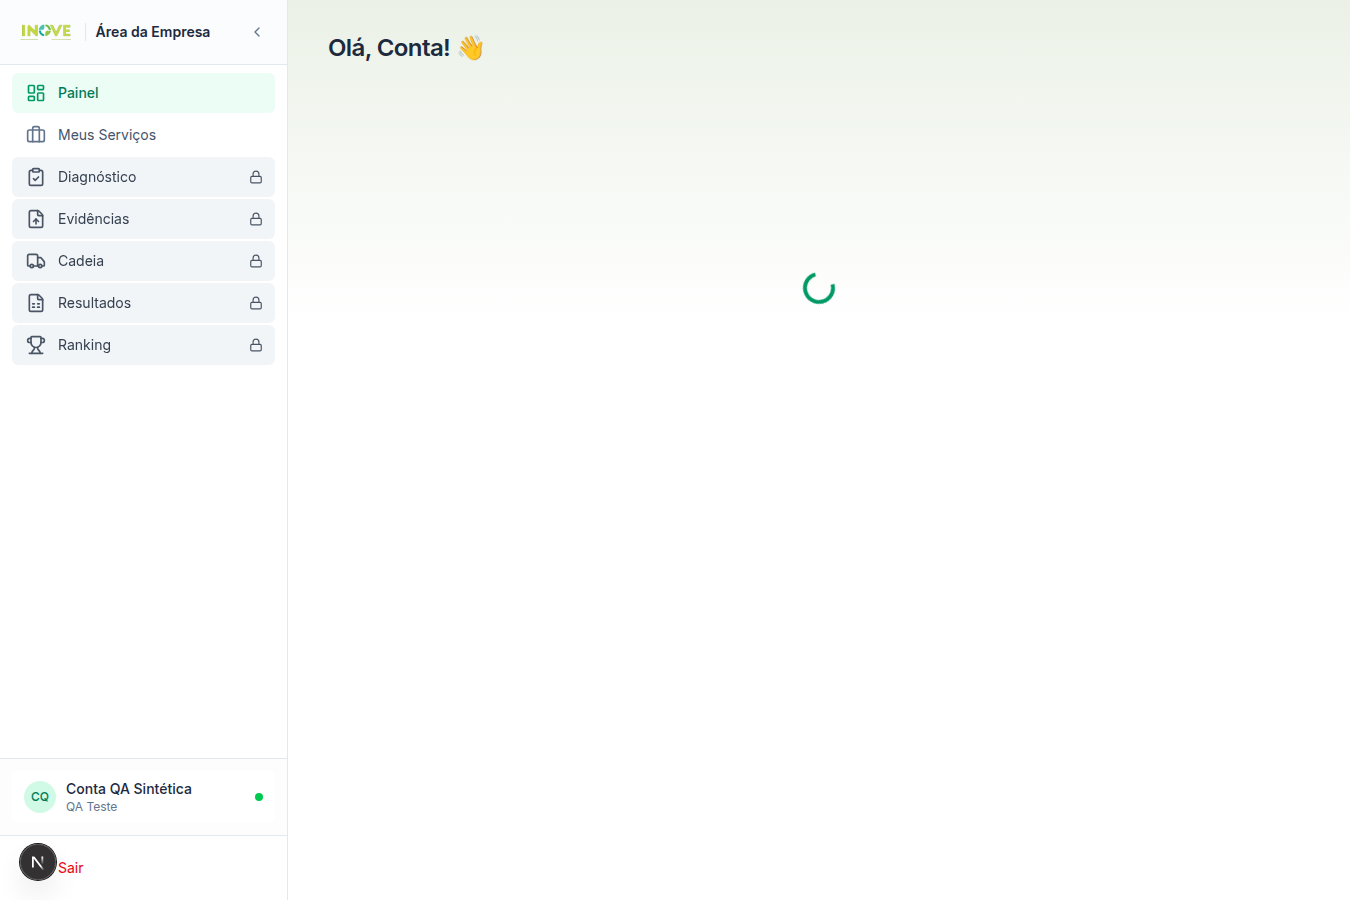 INOVE
Área da Empresa
Olá, Conta! 👋
Painel
Meus Serviços
Diagnóstico
Evidências
Cadeia
Resultados
Ranking
CQ
Conta QA Sintética
QA Teste
N
Sair